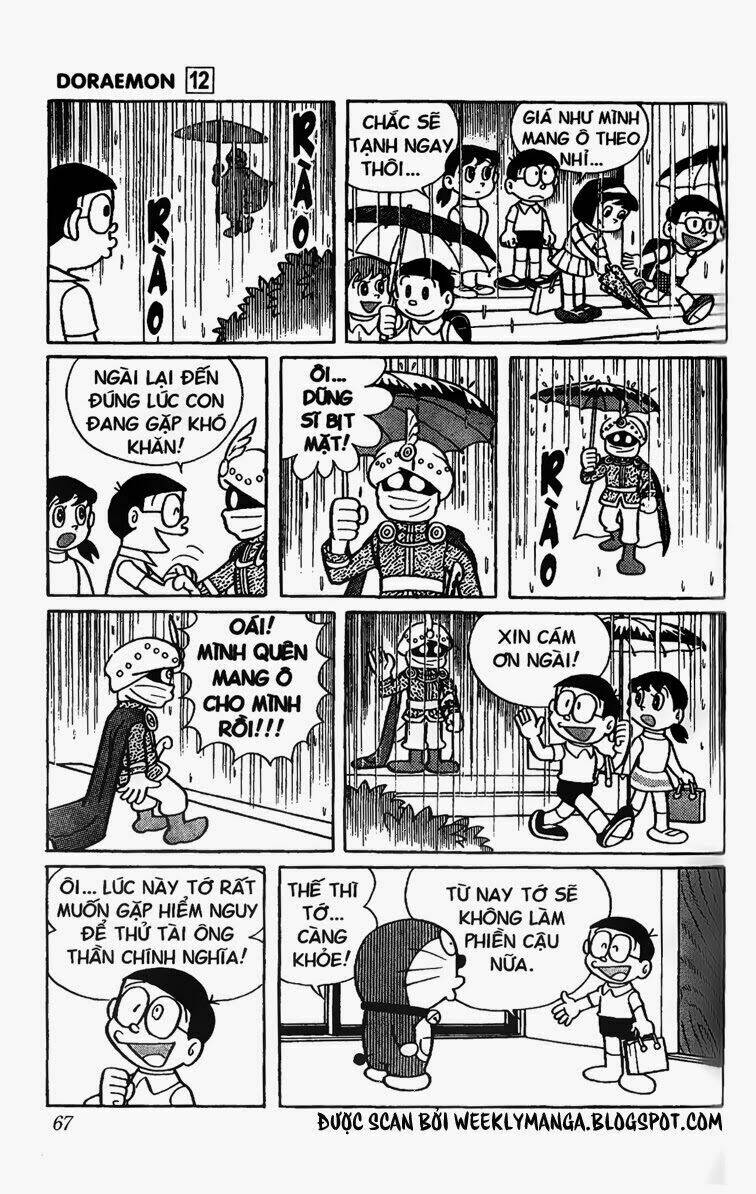 DORAEMON 12
GIÁ NHƯ MÌNH
MANG Ô THEO
NHỈ...
CHẮC SẼ
TẠNH NGAY
THÔI...
RÀO
RÀO
RÀO
ÔI...
DŨNG
SĨ BỊT
MẶT!
NGÀI LẠI ĐẾN
ĐÚNG LÚC CON
ĐANG GẶP KHÓ
KHĂN!
XIN CÁM
ƠN NGÀI!
OÁI!
MÌNH QUÊN
MANG Ô
CHO MÌNH
RỒI!!!
TỪ NAY TỚ SẼ
KHÔNG LÀM
PHIỀN CẬU
NỮA.
THẾ THÌ
TỚ...
CÀNG
KHỎE!
ÔI... LÚC NÀY TỚ RẤT
MUỐN GẶP HIỂM NGUY
ĐỂ THỬ TÀI ÔNG
THẦN CHÍNH NGHĨA!
67
ĐƯỢC SCAN BỞI WEEKLYMANGA.BLOGSPOT.COM